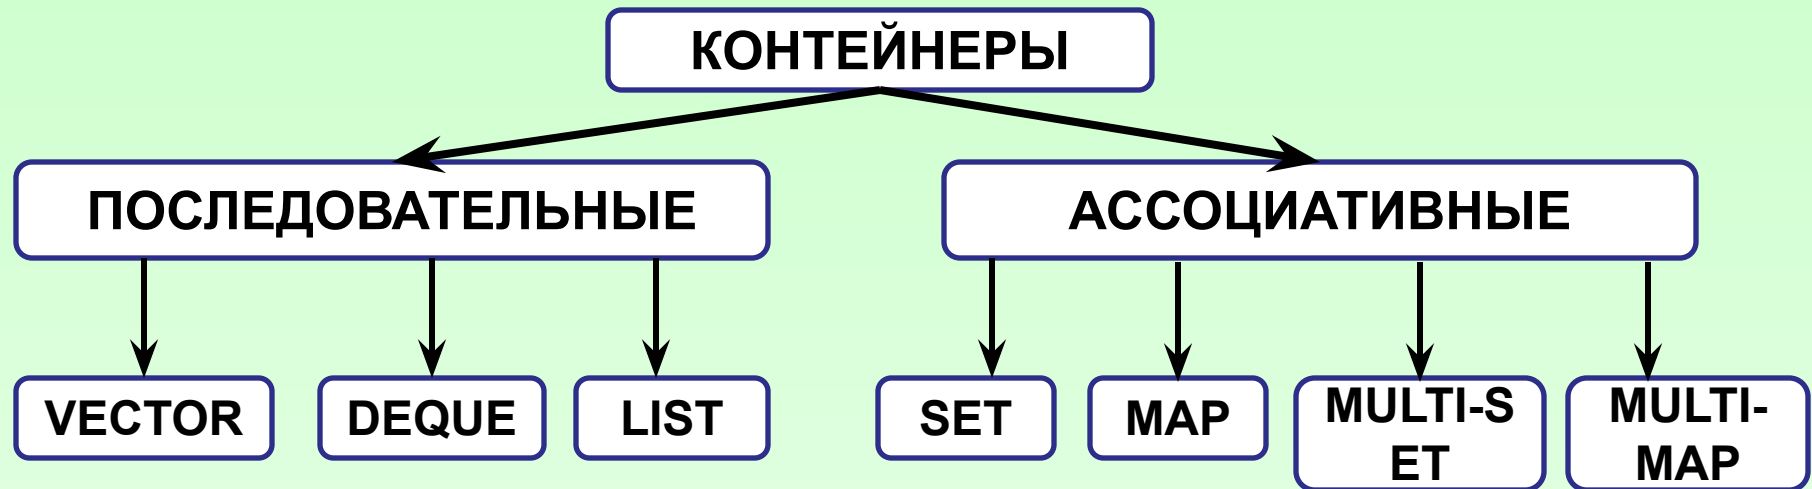 КОНТЕЙНЕРЫ
ПОСЛЕДОВАТЕЛЬНЫЕ
АССОЦИАТИВНЫЕ
VECTOR
DEQUE
LIST
SET
MAP
MULTI-S
ET
MULTI-
MAP